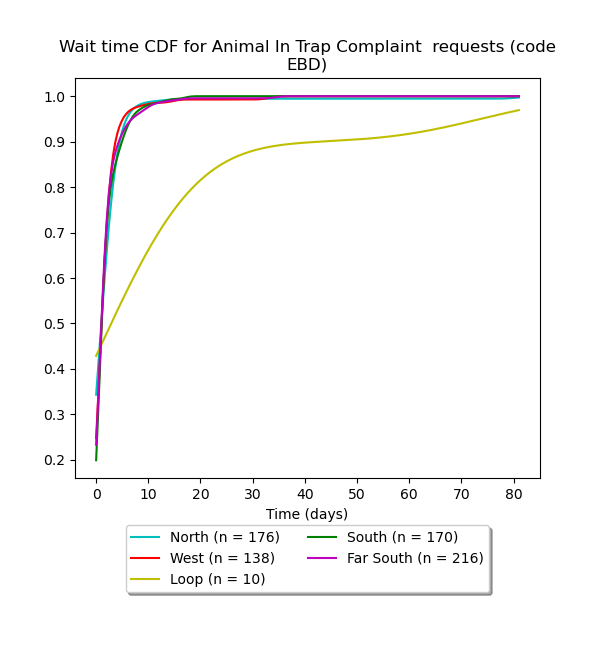 Wait time CDF for Animal In Trap Complaint  requests (code
EBD)
1.0
0.9
0.8
0.7
0.6
0.5
0.4
0.3
0.2
0 10 20 30 40 50 60 70 80
Time (days)
North (n = 176) South (n = 170)
West (n = 138) Far South (n = 216)
Loop (n = 10)